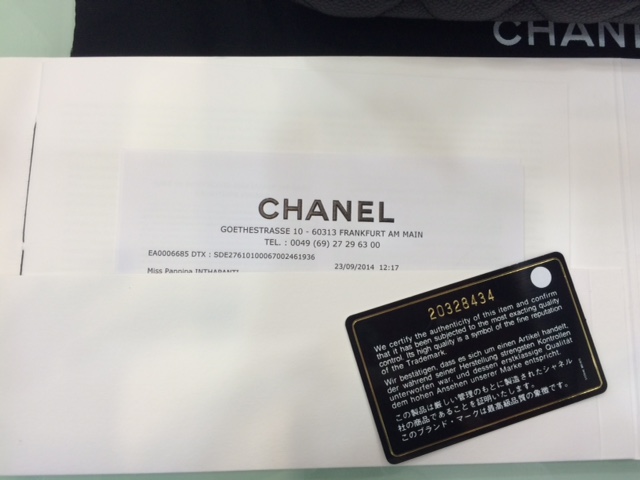 CHANE
CHANEL
GOETHESTRASSE 10 - 60313 FRANKFURT AM MAIN
TEL. : 0049 (69) 27 29 63 00
EA0006685 DTX : SDE27610100067002461936
23/09/2014 12:17
Miss Pannipa INTHAPANTI
20328434
We certify the authenticity of this item and confirm
that it has been subjected to the most exacting quality
control. Its high quality is a symbol of the fine reputation
of the Trademark.
Wir bestätigen, dass es sich um einen Artikel handelt,
der während seiner Herstellung strengsten Kontrollen
unterworfen war, und dessen erstklassige Qualität
dem hohen Ansehen unserer Marke entspricht.
この製品は厳しい管理のもとに製造されたシャネル
社の商品であることを証明いたします。
このブランド・マークは最高級品質の象徴です。